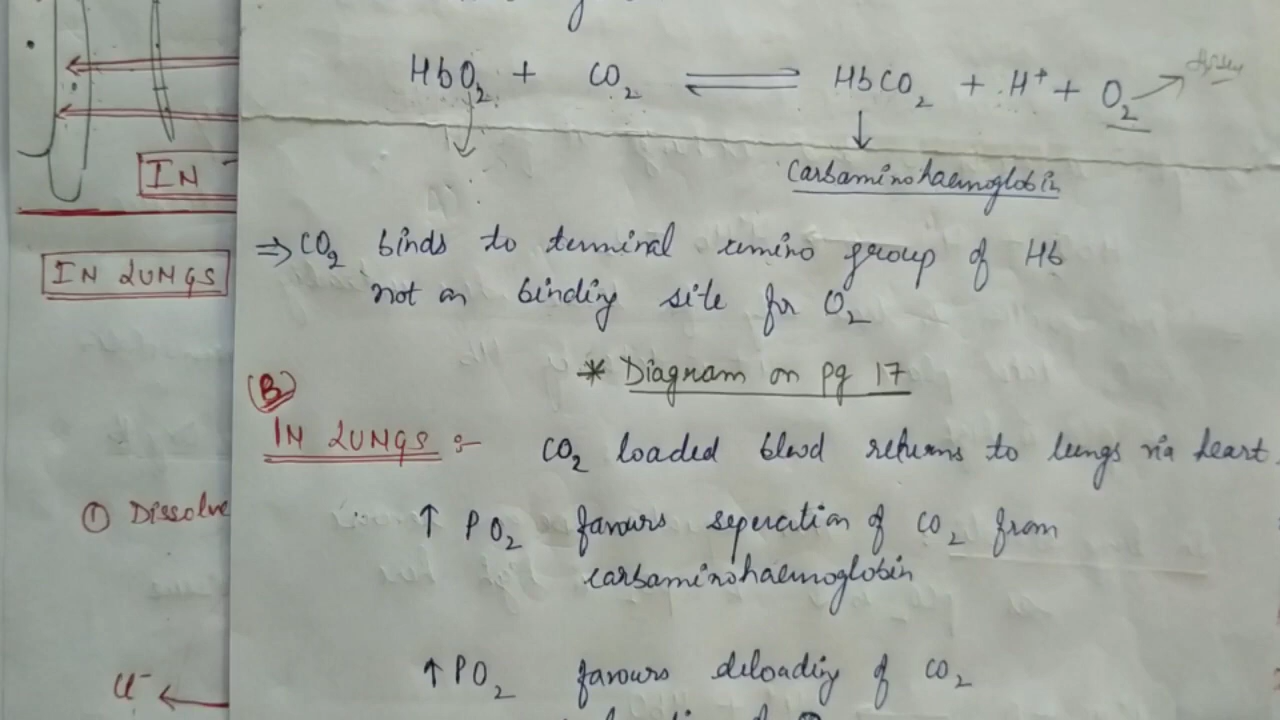 HbO₂ + CO₂ ⇌ HbCO₂ + H⁺ + O₂ →
↓ ↓
Carbaminohaemoglobin
⇒ CO₂ binds to terminal amino group of Hb
not on binding site for O₂
* Diagram on pg 17
(B)
IN LUNGS :- CO₂ loaded blood returns to lungs via heart.
↑ PO₂ favours seperation of CO₂ from
carbaminohaemoglobin
↑ PO₂ favours deloading of CO₂
IN
IN LUNGS
① Dissolve
Cl⁻ ←